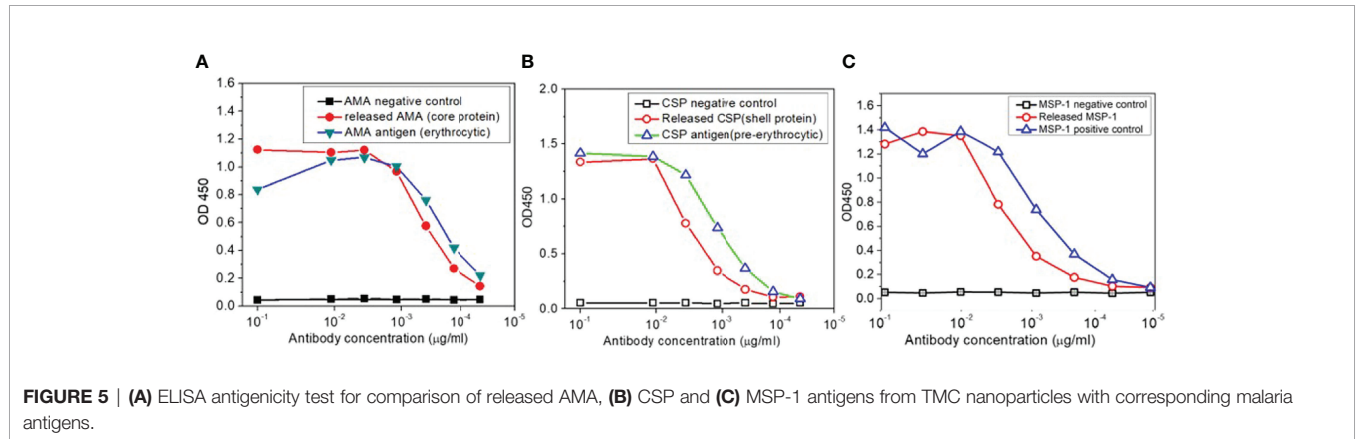 A
B
C
1.6
1.4
1.2
1.0
0.8
0.6
0.4
0.2
0.0
OD 450
AMA negative control
released AMA (core protein)
AMA antigen (erythrocytic)
10-1
10-2
10-3
10-4
10-5
Antibody concentration (μg/ml)
2.0
1.5
1.0
0.5
0.0
OD450
CSP negative control
Released CSP(shell protein)
CSP antigen(pre-erythrocytic)
10-1
10-2
10-3
10-4
10-5
Antibody concentration (μg/ml)
1.6
1.4
1.2
1.0
0.8
0.6
0.4
0.2
0.0
OD450
MSP-1 negative control
Released MSP-1
MSP-1 positive control
10-1
10-2
10-3
10-4
10-5
Antibody concentration (μg/ml)
FIGURE 5 | (A) ELISA antigenicity test for comparison of released AMA, (B) CSP and (C) MSP-1 antigens from TMC nanoparticles with corresponding malaria
antigens.